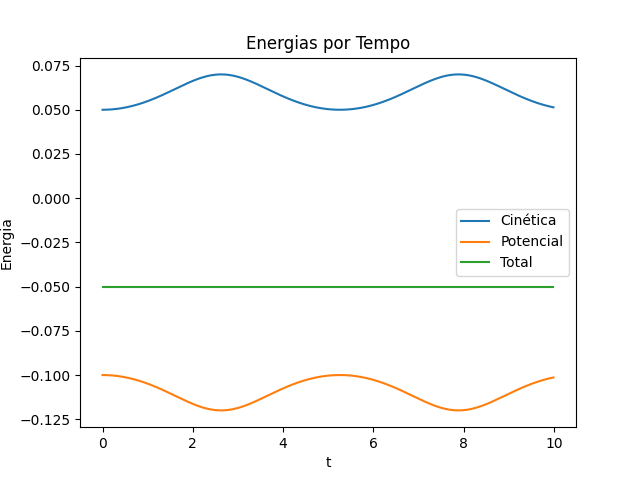 Energias por Tempo
Energia
0.075
0.050
0.025
0.000
−0.025
−0.050
−0.075
−0.100
−0.125
Cinética
Potencial
Total
0 2 4 6 8 10
t